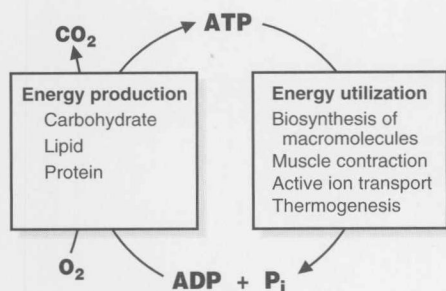 ATP
CO₂
Energy production
Carbohydrate
Lipid
Protein
Energy utilization
Biosynthesis of
macromolecules
Muscle contraction
Active ion transport
Thermogenesis
O₂
ADP + Pᵢ